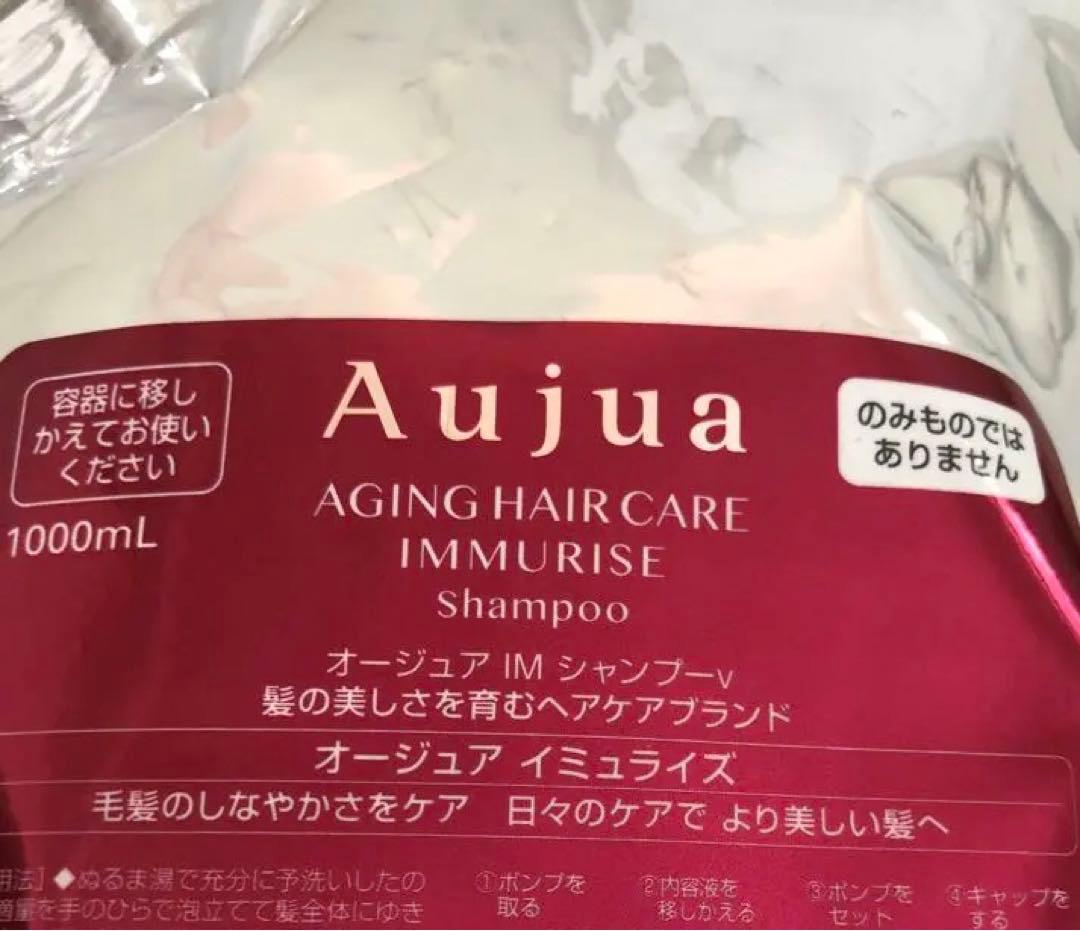 容器に移し
かえてお使い
ください
1000mL
Aujua
のみものでは
ありません
AGING HAIR CARE
IMMURISE
Shampoo
オージュア IM シャンプーv
髪の美しさを育むヘアケアブランド
オージュア イミュライズ
毛髪のしなやかさをケア 日々のケアで より美しい髪へ
用法］◆ぬるま湯で充分に予洗いしたの
適量を手のひらで泡立てて髪全体にゆき
①ポンプを
取る
②内容液を
移しかえる
③ポンプを
セット
④キャップを
する